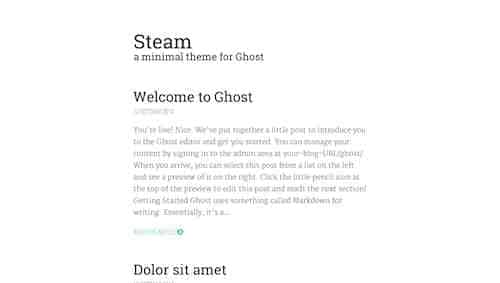 Steam
a minimal theme for Ghost
Welcome to Ghost
You're live! Nice. We've put together a little post to introduce you
to the Ghost editor and get you started. You can manage your
content by signing in to the admin area at your-blog-URL/ghost/.
When you arrive, you can select this post from a list on the left
and see a preview of it on the right. Click the little pencil icon at
the top of the preview to edit this post and read the next section!
Getting Started Ghost uses something called Markdown for
writing. Essentially, it's a...
Dolor sit amet